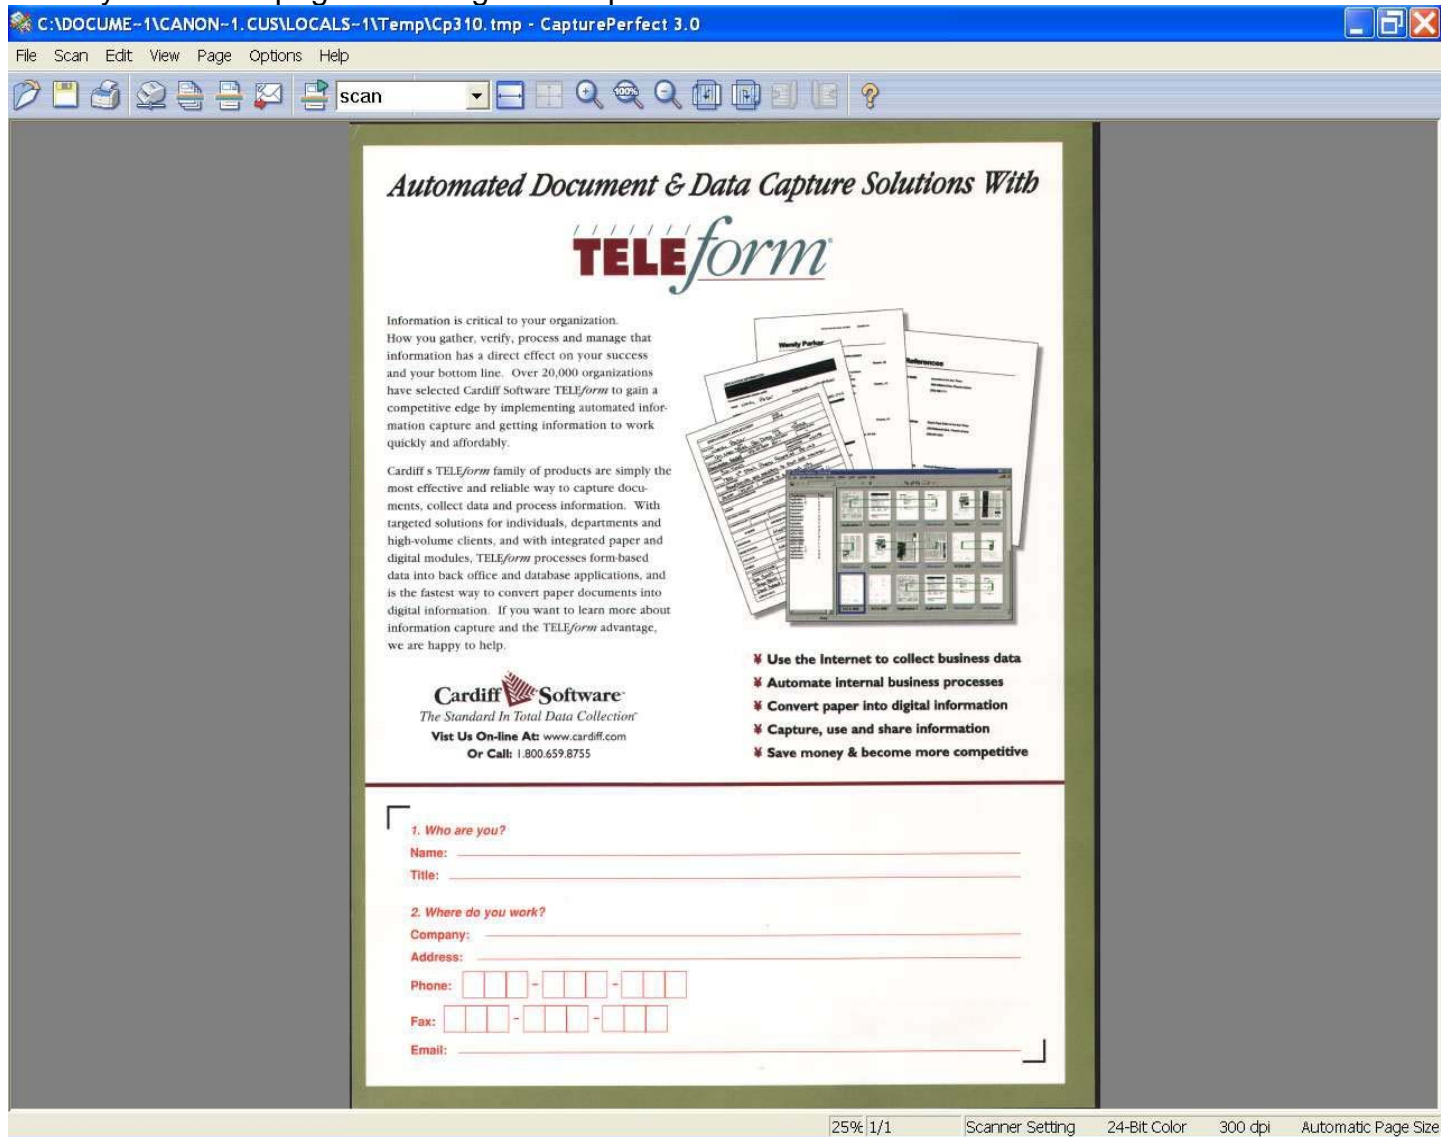 C:\DOCUME~1\CANON~1.CUS\LOCALS~1\Temp\Cp310.tmp - CapturePerfect 3.0
File Scan Edit View Page Options Help
scan
100%
Automated Document & Data Capture Solutions With
TELEform
Information is critical to your organization.
How you gather, verify, process and manage that
information has a direct effect on your success
and your bottom line. Over 20,000 organizations
have selected Cardiff Software TELEform to gain a
competitive edge by implementing automated infor-
mation capture and getting information to work
quickly and affordably.
Cardiff s TELEform family of products are simply the
most effective and reliable way to capture docu-
ments, collect data and process information. With
targeted solutions for individuals, departments and
high-volume clients, and with integrated paper and
digital modules, TELEform processes form-based
data into back office and database applications, and
is the fastest way to convert paper documents into
digital information. If you want to learn more about
information capture and the TELEform advantage,
we are happy to help.
Cardiff Software
The Standard In Total Data Collection
Vist Us On-line At: www.cardiff.com
Or Call: 1.800.659.8755
Wendy Parker
References
¥ Use the Internet to collect business data
¥ Automate internal business processes
¥ Convert paper into digital information
¥ Capture, use and share information
¥ Save money & become more competitive
1. Who are you?
Name:
Title:
2. Where do you work?
Company:
Address:
Phone: - -
Fax: - -
Email:
25% 1/1 Scanner Setting 24-Bit Color 300 dpi Automatic Page Size